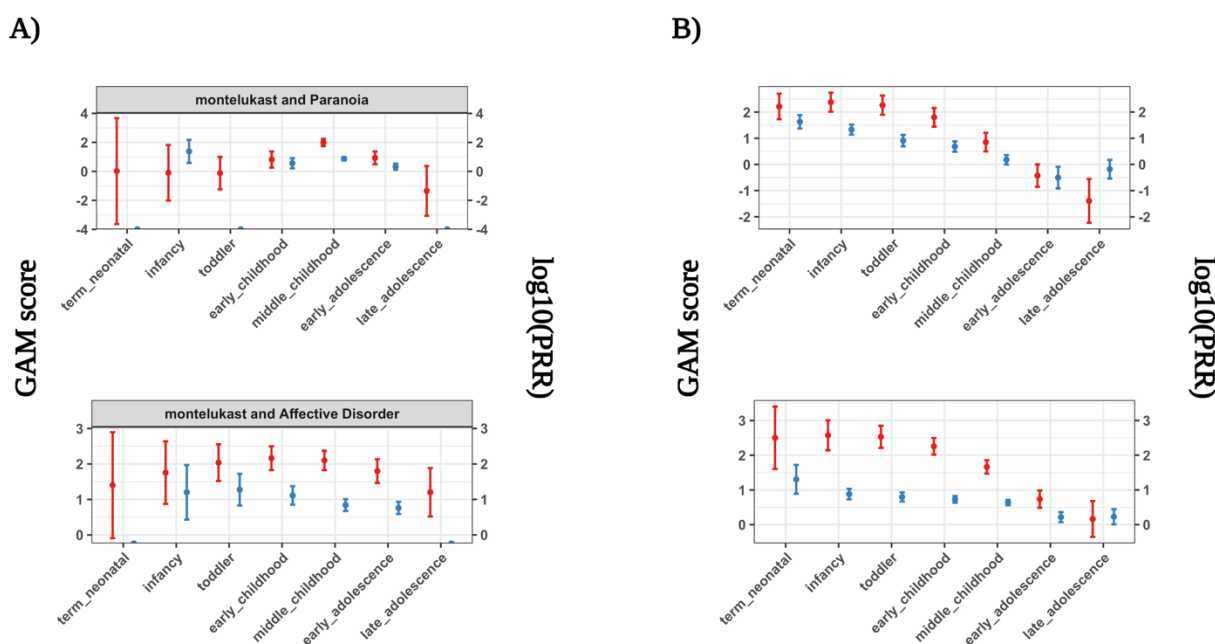 A)
B)
montelukast and Paranoia
4
2
0
-2
-4
4
2
0
-2
-4
term_neonatal
infancy
toddler
early_childhood
middle_childhood
early_adolescence
late_adolescence
2
1
0
-1
-2
2
1
0
-1
-2
term_neonatal
infancy
toddler
early_childhood
middle_childhood
early_adolescence
late_adolescence
GAM score
log10(PRR)
GAM score
log10(PRR)
montelukast and Affective Disorder
3
2
1
0
3
2
1
0
term_neonatal
infancy
toddler
early_childhood
middle_childhood
early_adolescence
late_adolescence
3
2
1
0
3
2
1
0
term_neonatal
infancy
toddler
early_childhood
middle_childhood
early_adolescence
late_adolescence